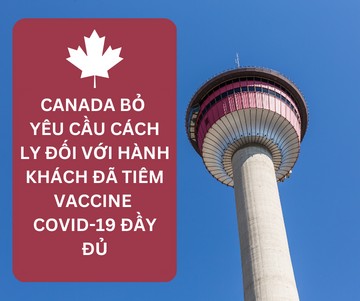 CANADA BỎ
YÊU CẦU CÁCH
LY ĐỐI VỚI HÀNH
KHÁCH ĐÃ TIÊM
VACCINE
COVID-19 ĐẦY
ĐỦ